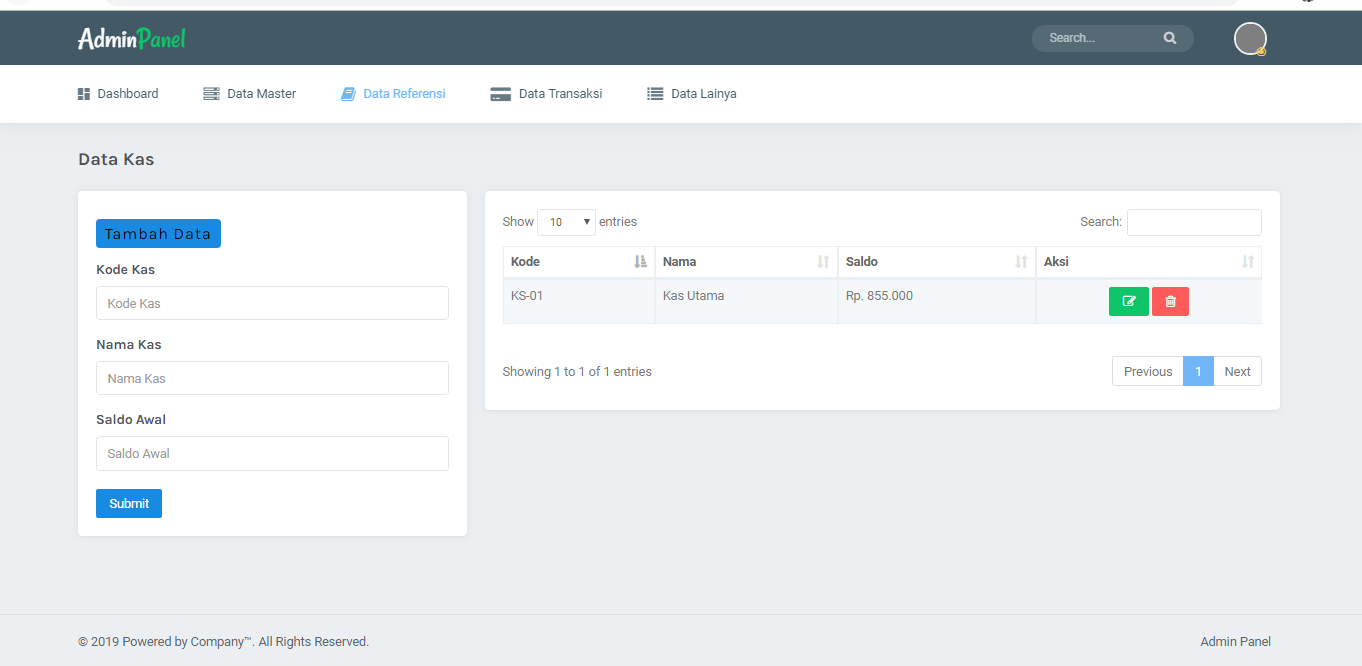 AdminPanel
Search...
Dashboard
Data Master
Data Referensi
Data Transaksi
Data Lainya
Data Kas
Tambah Data
Kode Kas
Kode Kas
Nama Kas
Nama Kas
Saldo Awal
Saldo Awal
Submit
Show 10 entries
Search:
Kode Nama Saldo Aksi
KS-01 Kas Utama Rp. 855.000
Showing 1 to 1 of 1 entries
Previous 1 Next
© 2019 Powered by Company™. All Rights Reserved.
Admin Panel